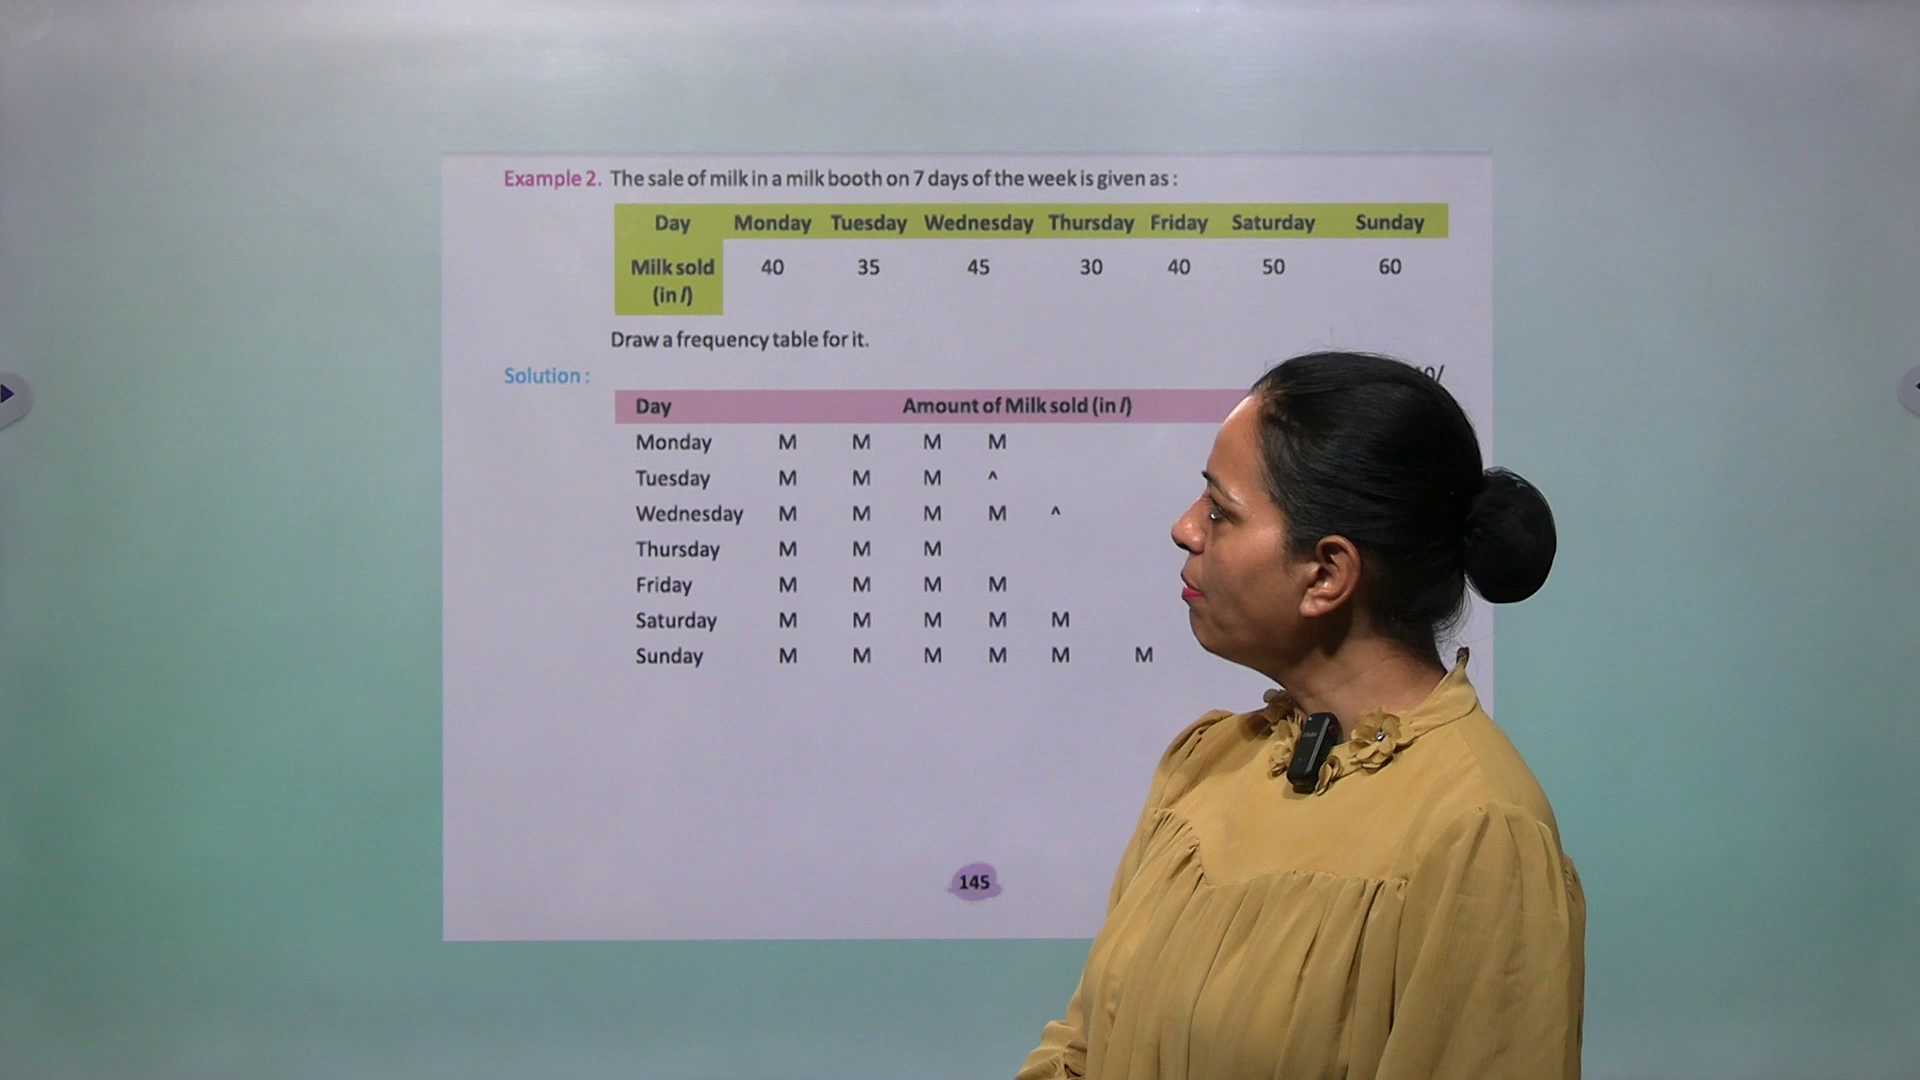 Example 2. The sale of milk in a milk booth on 7 days of the week is given as :
Day Monday Tuesday Wednesday Thursday Friday Saturday Sunday
Milk sold 40 35 45 30 40 50 60
(in l)
Draw a frequency table for it.
Solution :
Day Amount of Milk sold (in l)
Monday M M M M
Tuesday M M M ^
Wednesday M M M M ^
Thursday M M M
Friday M M M M
Saturday M M M M M
Sunday M M M M M M
145